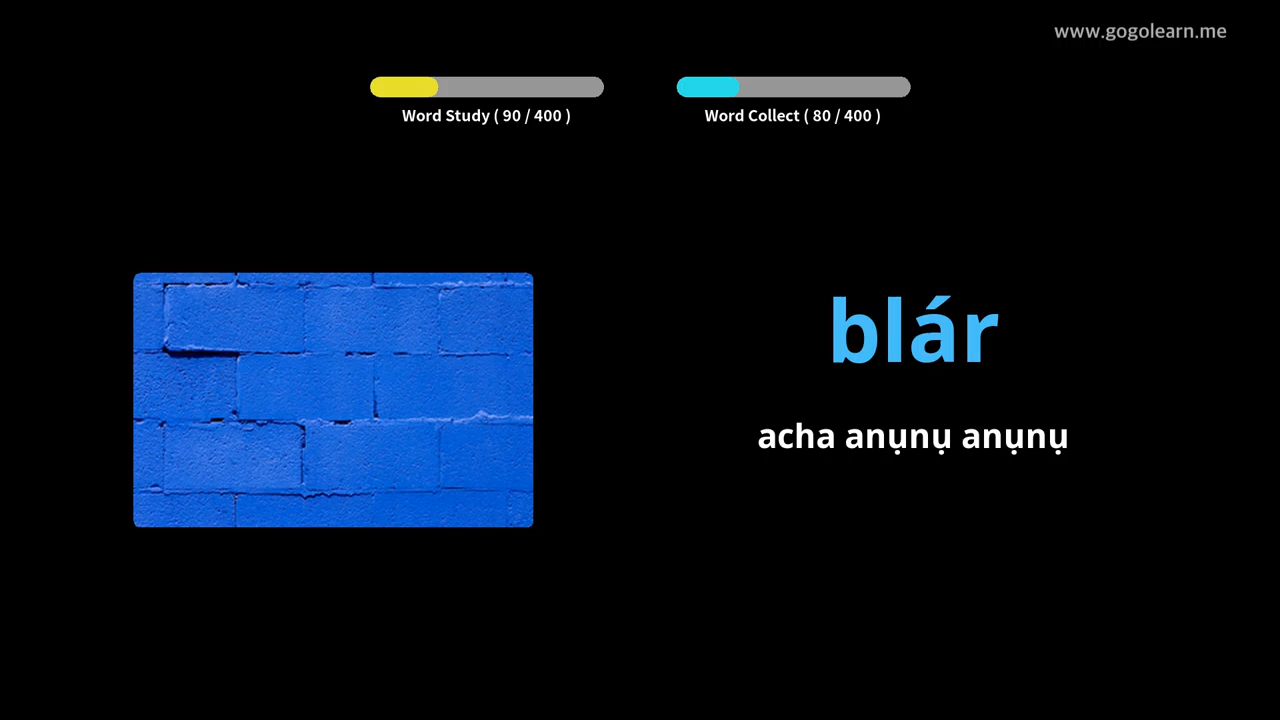 www.gogolearn.me
Word Study ( 90 / 400 )
Word Collect ( 80 / 400 )
blár
acha anụnụ anụnụ